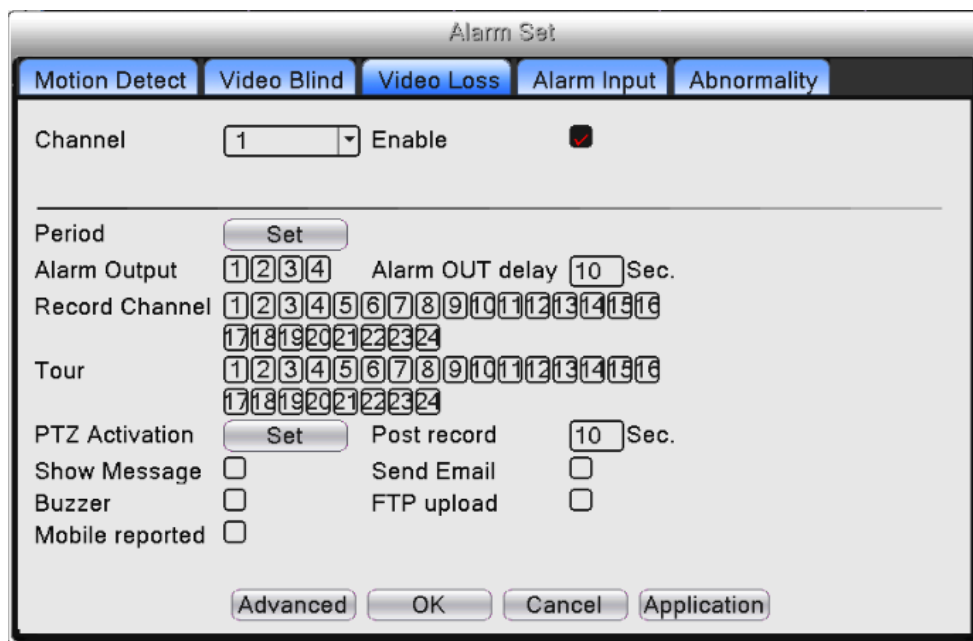 Alarm Set
Motion Detect Video Blind Video Loss Alarm Input Abnormality
Channel 1 Enable
Period Set
Alarm Output 1 2 3 4 Alarm OUT delay 10 Sec.
Record Channel 1 2 3 4 5 6 7 8 9 10 11 12 13 14 15 16
17 18 19 20 21 22 23 24
Tour 1 2 3 4 5 6 7 8 9 10 11 12 13 14 15 16
17 18 19 20 21 22 23 24
PTZ Activation Set Post record 10 Sec.
Show Message Send Email
Buzzer FTP upload
Mobile reported
Advanced OK Cancel Application